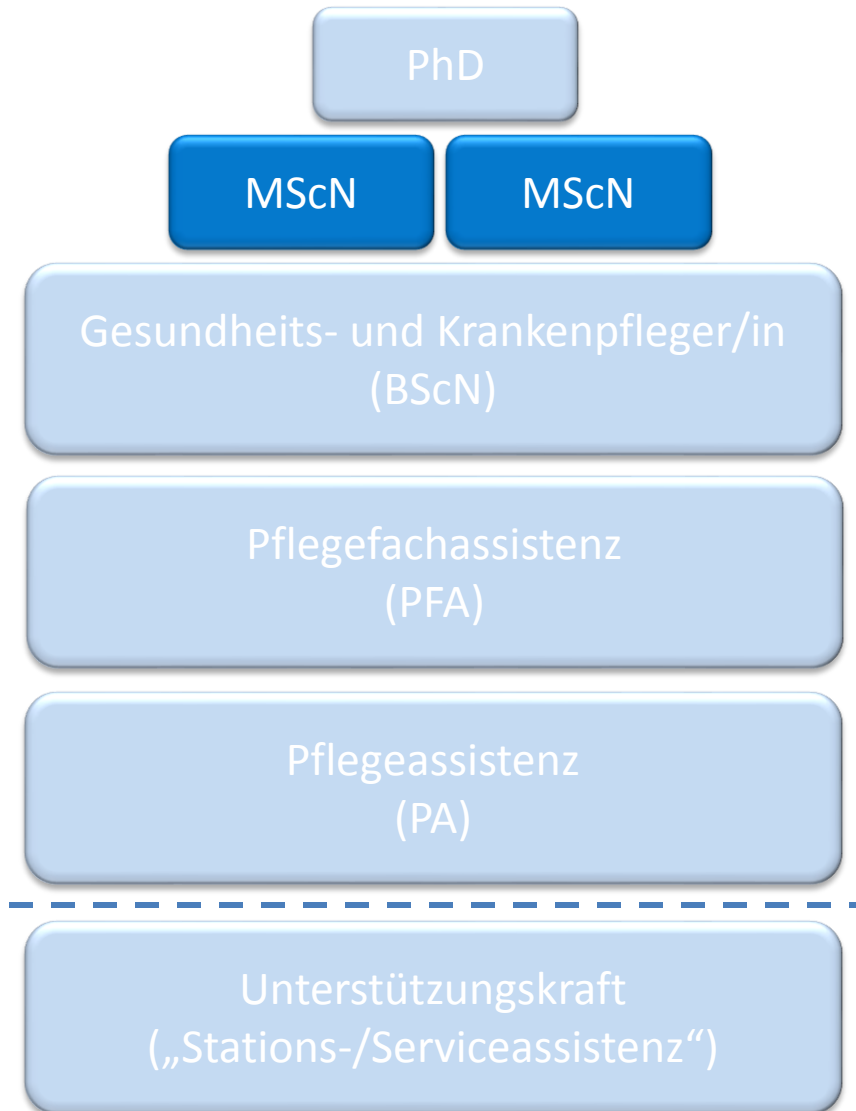 PhD
MScN MScN
Gesundheits- und Krankenpfleger/in
(BScN)
Pflegefachassistenz
(PFA)
Pflegeassistenz
(PA)
Unterstützungskraft
(„Stations-/Serviceassistenz“)